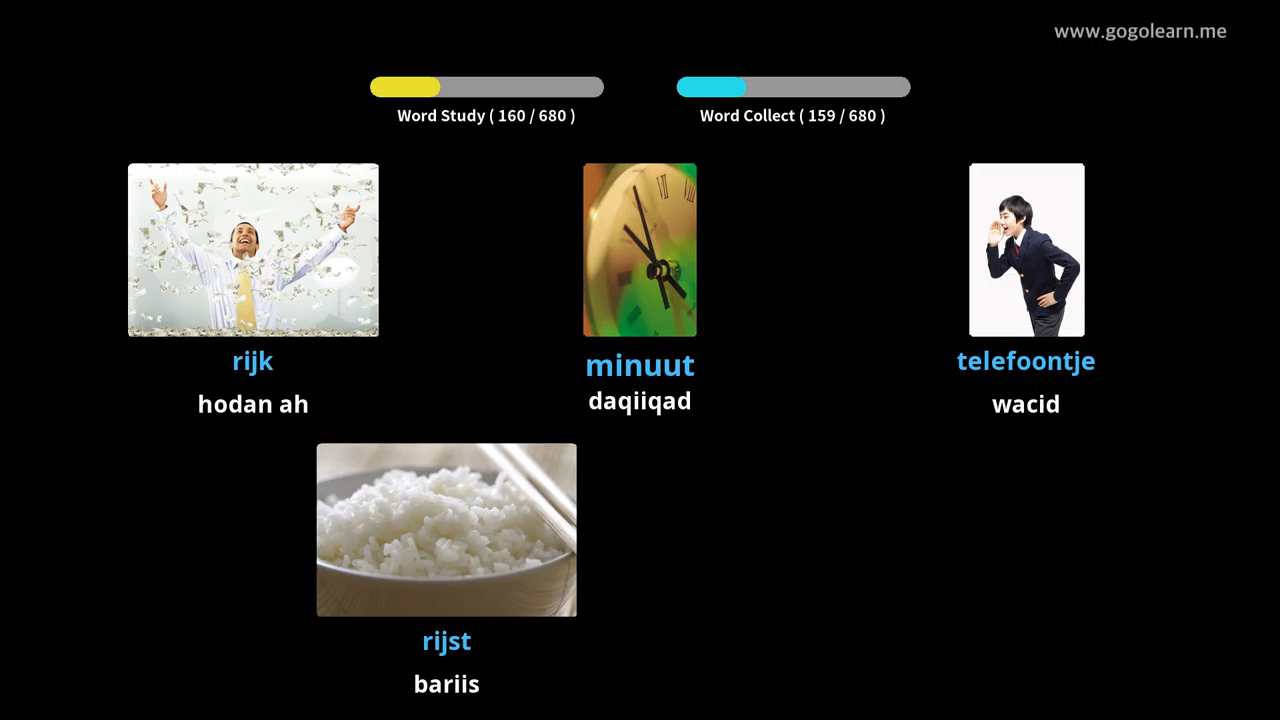 www.gogolearn.me
Word Study ( 160 / 680 )
Word Collect ( 159 / 680 )
rijk
hodan ah
minuut
daqiiqad
telefoontje
wacid
rijst
bariis